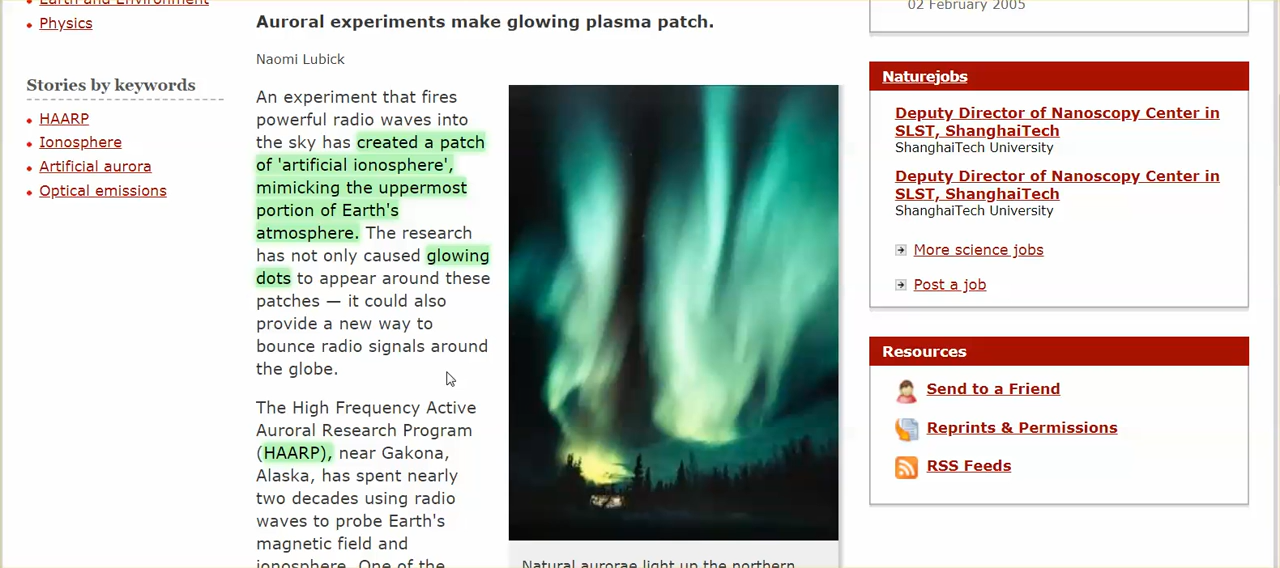 Earth and Environment
Physics
Stories by keywords
HAARP
Ionosphere
Artificial aurora
Optical emissions
Auroral experiments make glowing plasma patch.
Naomi Lubick
An experiment that fires
powerful radio waves into
the sky has created a patch
of 'artificial ionosphere',
mimicking the uppermost
portion of Earth's
atmosphere. The research
has not only caused glowing
dots to appear around these
patches — it could also
provide a new way to
bounce radio signals around
the globe.
The High Frequency Active
Auroral Research Program
(HAARP), near Gakona,
Alaska, has spent nearly
two decades using radio
waves to probe Earth's
magnetic field and
ionosphere. One of the
Natural aurorae light up the northern
02 February 2005
Naturejobs
Deputy Director of Nanoscopy Center in
SLST, ShanghaiTech
ShanghaiTech University
Deputy Director of Nanoscopy Center in
SLST, ShanghaiTech
ShanghaiTech University
More science jobs
Post a job
Resources
Send to a Friend
Reprints & Permissions
RSS Feeds